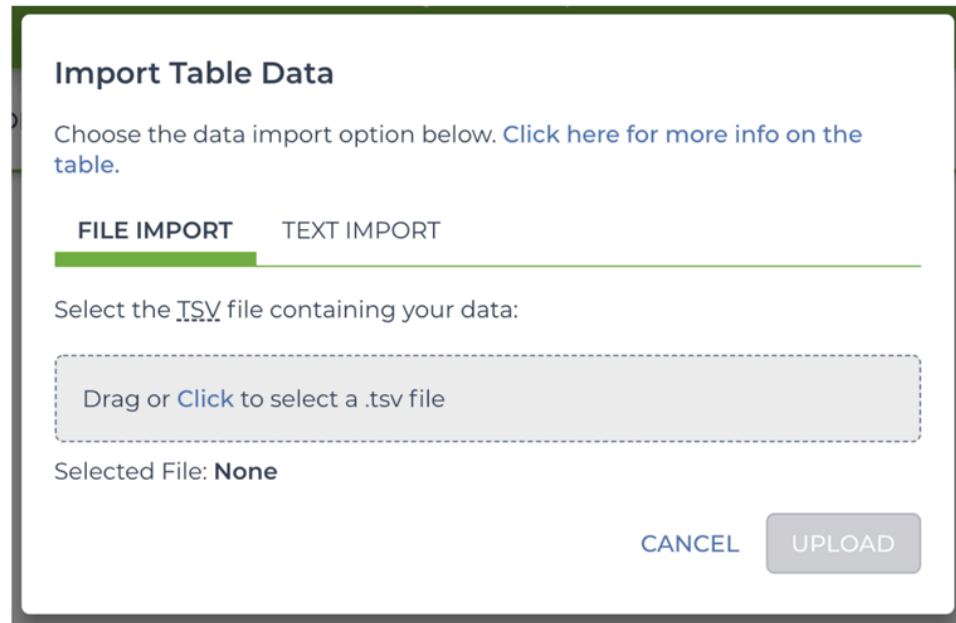 Import Table Data
Choose the data import option below. Click here for more info on the
table.
FILE IMPORT TEXT IMPORT
Select the TSV file containing your data:
Drag or Click to select a .tsv file
Selected File: None
CANCEL UPLOAD